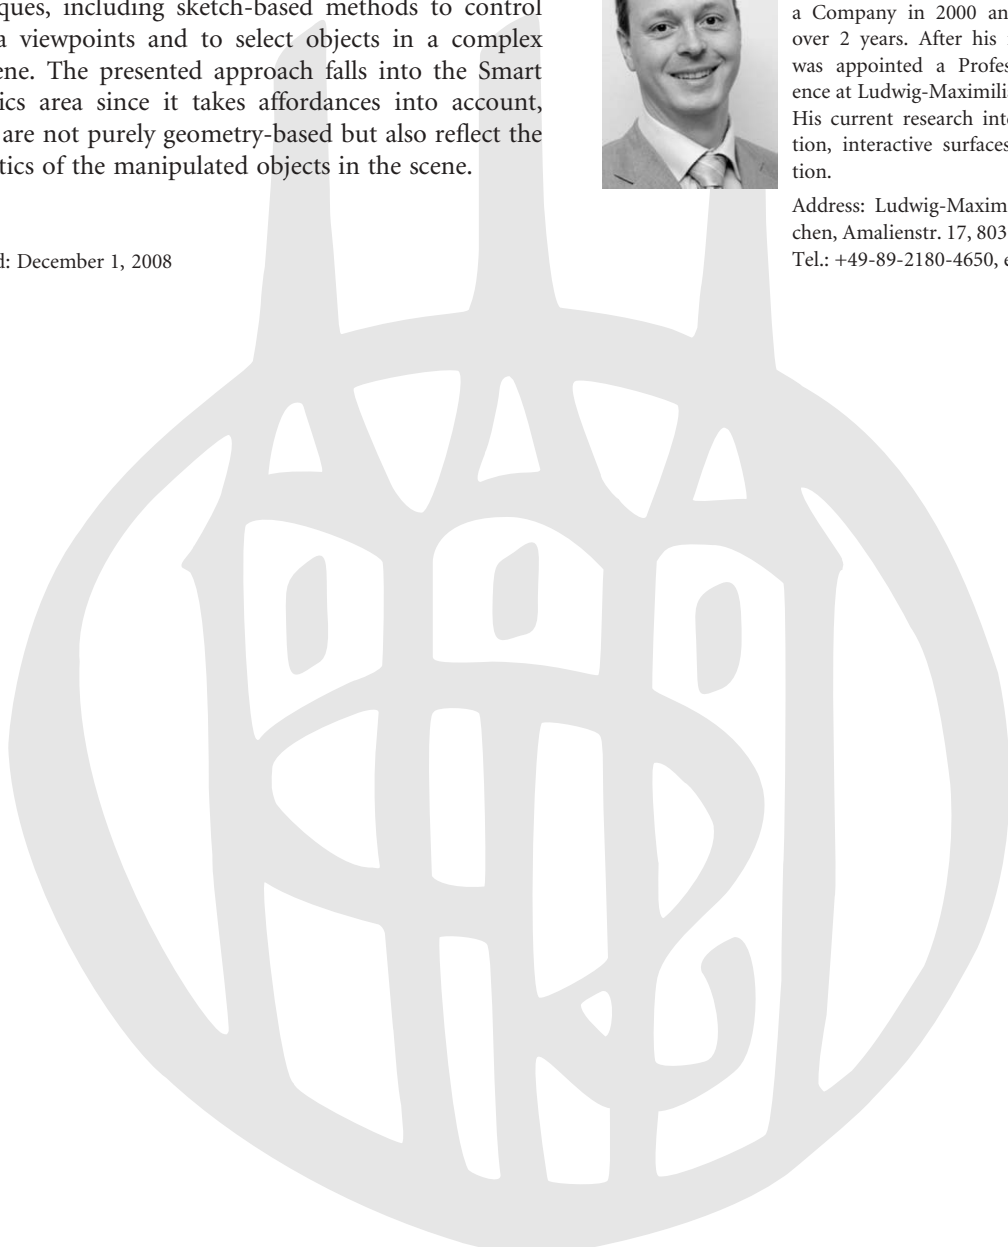 ques, including sketch-based methods to control
a viewpoints and to select objects in a complex
ene. The presented approach falls into the Smart
ics area since it takes affordances into account,
are not purely geometry-based but also reflect the
tics of the manipulated objects in the scene.
d: December 1, 2008
a Company in 2000 an
over 2 years. After his
was appointed a Profes
ence at Ludwig-Maximili
His current research int
tion, interactive surfaces
tion.
Address: Ludwig-Maxim
chen, Amalienstr. 17, 803
Tel.: +49-89-2180-4650, e